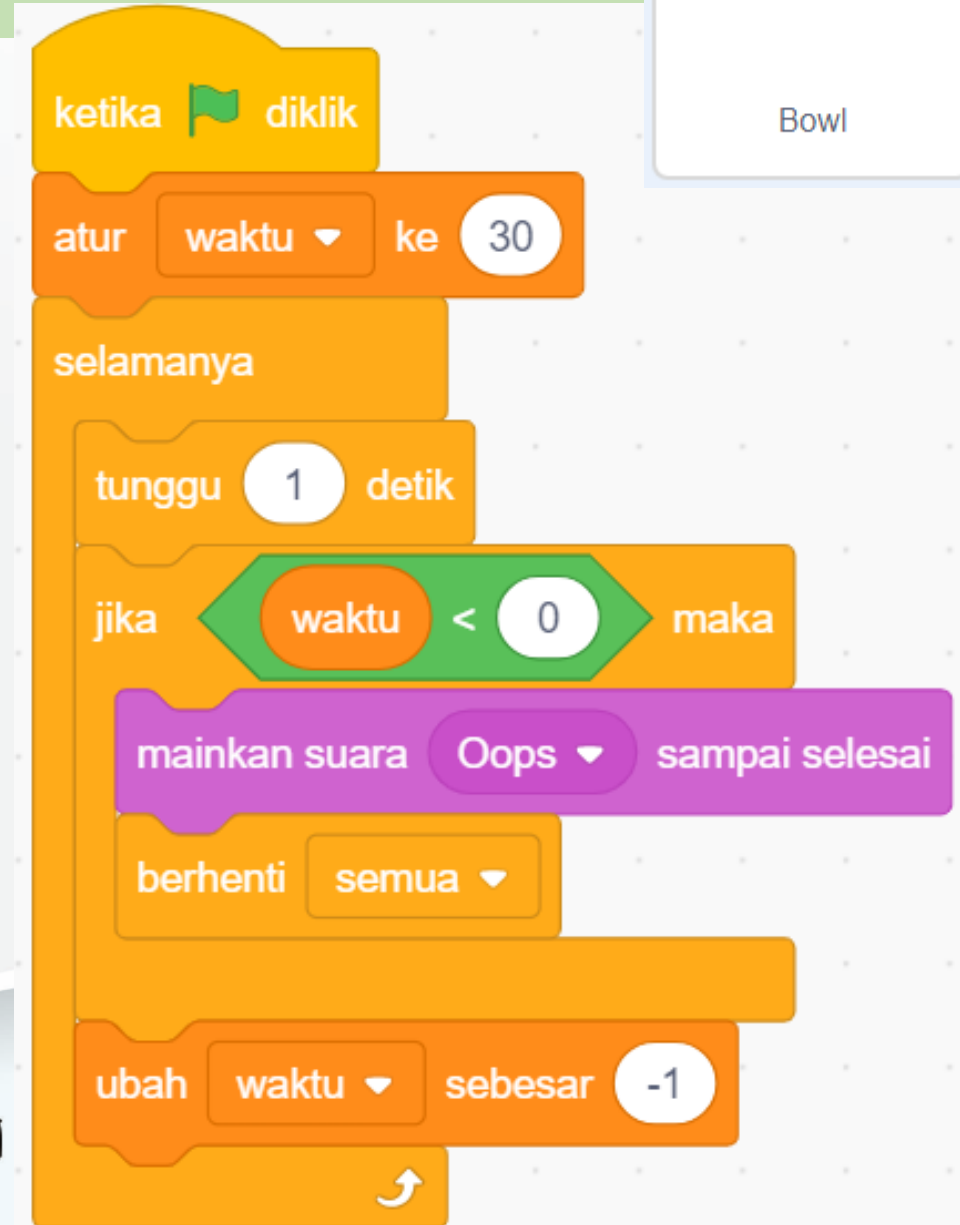 Bowl
ketika diklik
atur waktu ke 30
selamanya
tunggu 1 detik
jika waktu < 0 maka
mainkan suara Oops sampai selesai
berhenti semua
ubah waktu sebesar -1